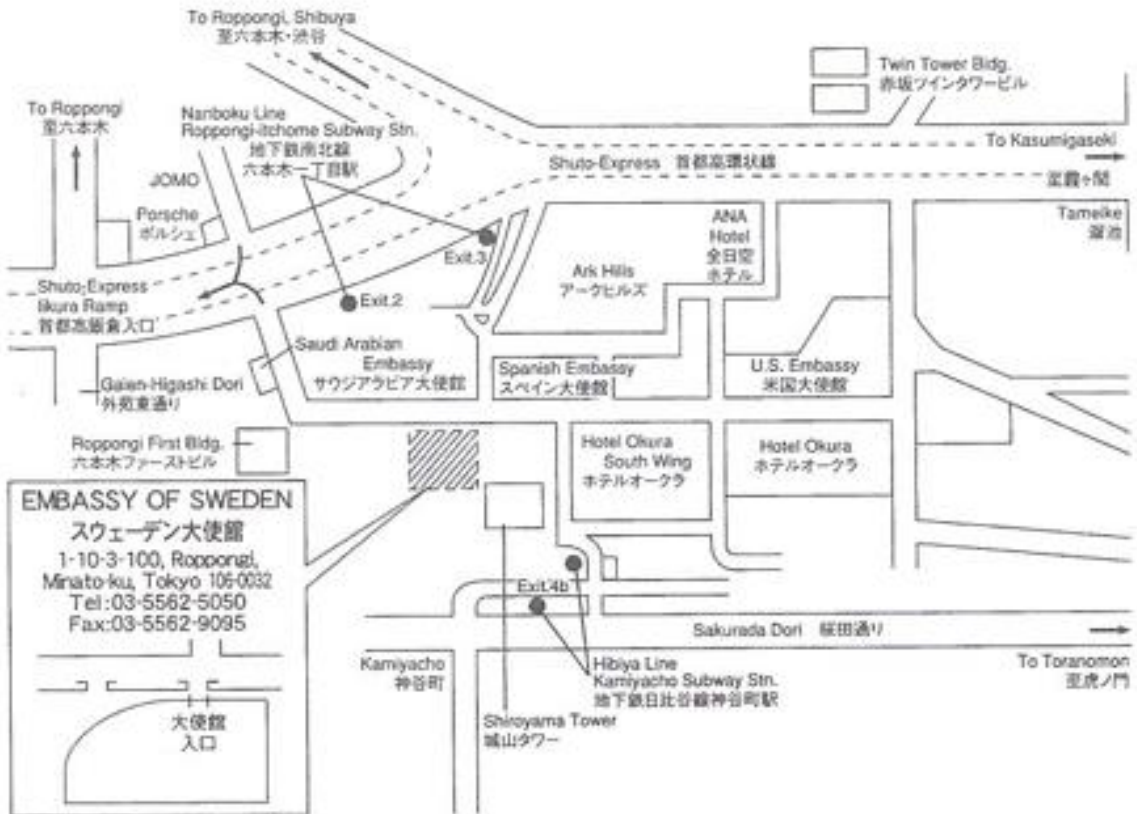 To Roppongi, Shibuya
至六本木・渋谷
Twin Tower Bldg.
赤坂ツインタワービル
To Roppongi
至六本木
Nanboku Line
Roppongi-itchome Subway Stn.
地下鉄南北線
六本木一丁目駅
To Kasumigaseki
至霞ヶ関
Shuto-Express 首都高環状線
JOMO
Porsche
ポルシェ
ANA
Hotel
全日空
ホテル
Tameike
溜池
Exit.3
Ark Hills
アークヒルズ
Shuto-Express
Iikura Ramp
首都高飯倉入口
Exit.2
Saudi Arabian
Embassy
サウジアラビア大使館
Spanish Embassy
スペイン大使館
U.S. Embassy
米国大使館
Gaien-Higashi Dori
外苑東通り
Roppongi First Bldg.
六本木ファーストビル
Hotel Okura
South Wing
ホテルオークラ
Hotel Okura
ホテルオークラ
EMBASSY OF SWEDEN
スウェーデン大使館
1-10-3-100, Roppongi,
Minato-ku, Tokyo 106-0032
Tel:03-5562-5050
Fax:03-5562-9095
大使館
入口
Exit.4b
Sakurada Dori 桜田通り
Kamiyacho
神谷町
Hibiya Line
Kamiyacho Subway Stn.
地下鉄日比谷線神谷町駅
To Toranomon
至虎ノ門
Shiroyama Tower
城山タワー